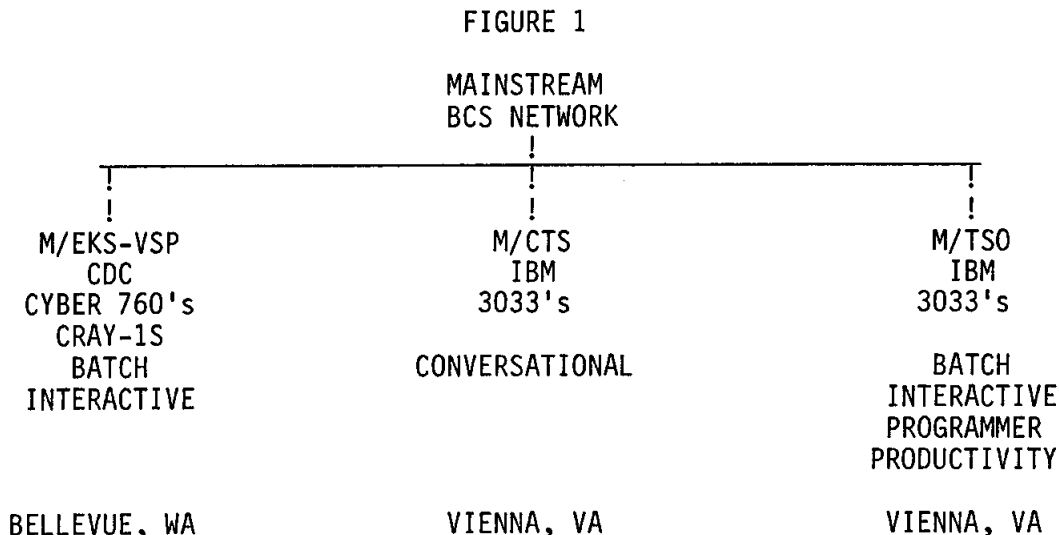 FIGURE 1
MAINSTREAM
BCS NETWORK
M/EKS-VSP
CDC
CYBER 760's
CRAY-1S
BATCH
INTERACTIVE
BELLEVUE, WA
M/CTS
IBM
3033's
CONVERSATIONAL
VIENNA, VA
M/TSO
IBM
3033's
BATCH
INTERACTIVE
PROGRAMMER
PRODUCTIVITY
VIENNA, VA